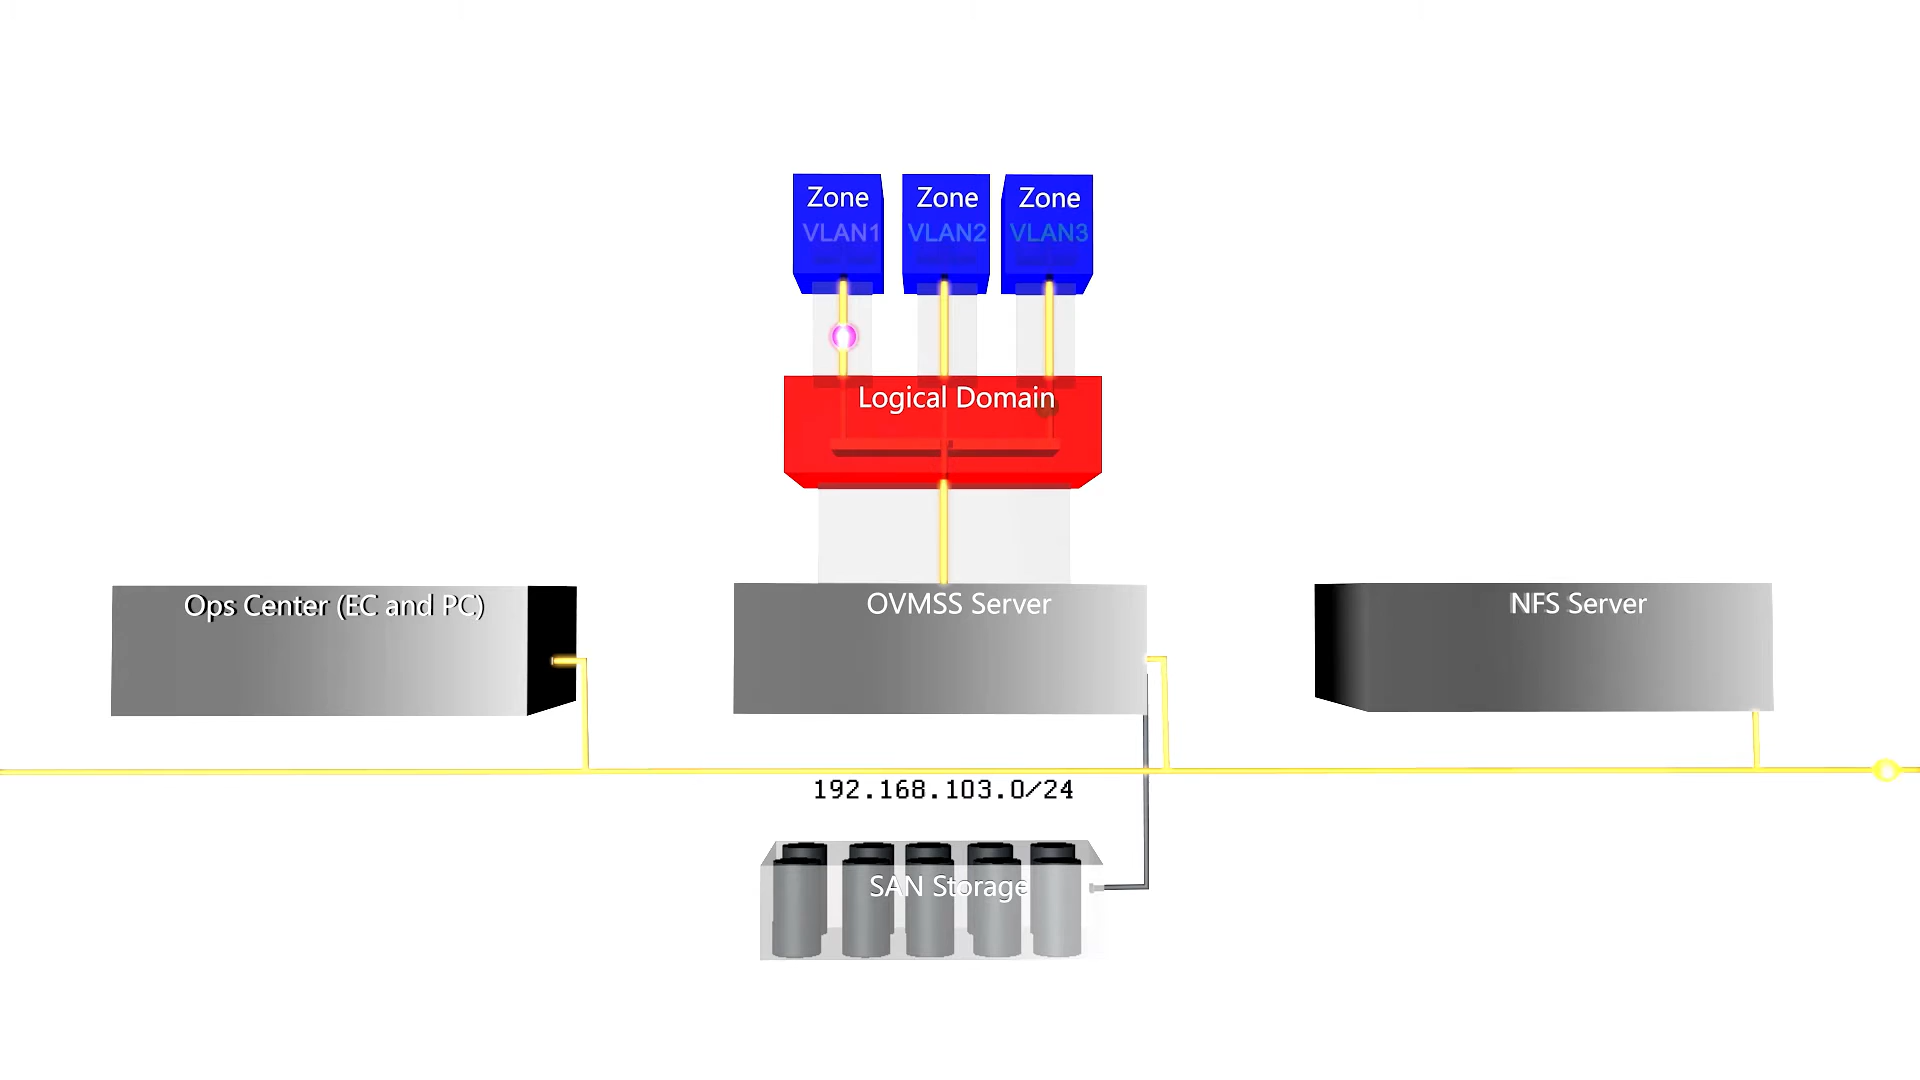 Zone
VLAN1
Zone
VLAN2
Zone
VLAN3
Logical Domain
Ops Center (EC and PC)
OVMSS Server
NFS Server
192.168.103.0/24
SAN Storage